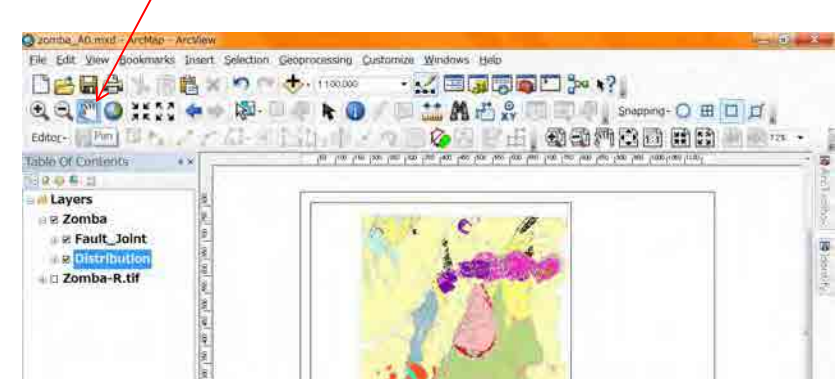 zomba_A0.mxd - ArcMap - ArcView
File Edit View Bookmarks Insert Selection Geoprocessing Customize Windows Help
1:100,000
Snapping-
Editor- Pan 72%
Table Of Contents
Layers
Zomba
Fault_Joint
Distribution
Zomba-R.tif
Identify